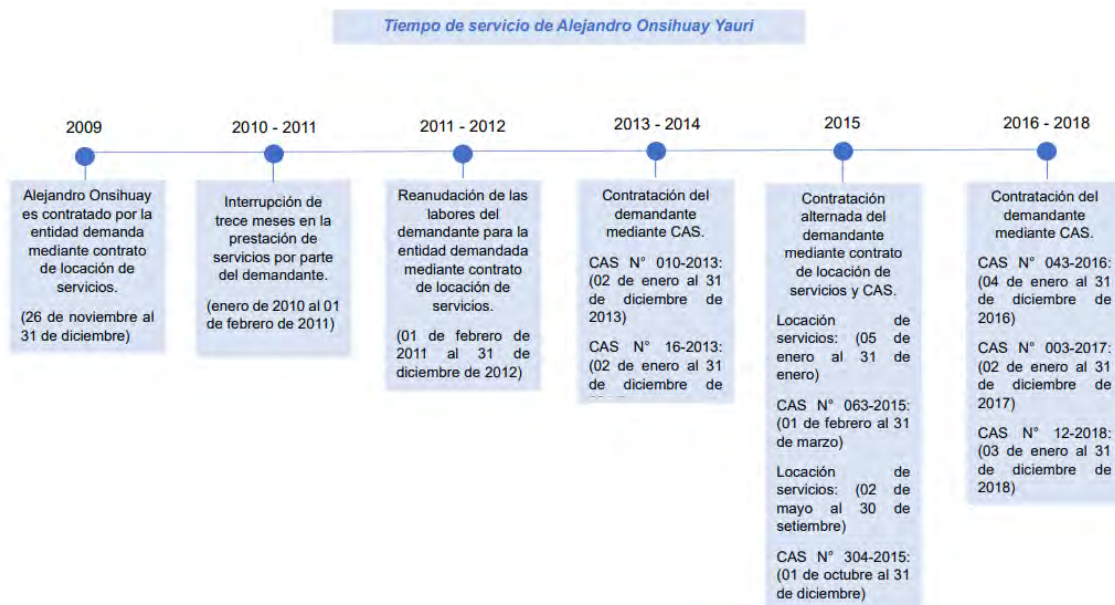 Tiempo de servicio de Alejandro Onsihuay Yauri
2009
Alejandro Onsihuay
es contratado por la
entidad demanda
mediante contrato
de locación de
servicios.
(26 de noviembre al
31 de diciembre)
2010 - 2011
Interrupción de
trece meses en la
prestación de
servicios por parte
del demandante.
(enero de 2010 al 01
de febrero de 2011)
2011 - 2012
Reanudación de las
labores del
demandante para la
entidad demandada
mediante contrato
de locación de
servicios.
(01 de febrero de
2011 al 31 de
diciembre de 2012)
2013 - 2014
Contratación del
demandante
mediante CAS.
CAS N° 010-2013:
(02 de enero al 31
de diciembre de
2013)
CAS N° 16-2013:
(02 de enero al 31
de diciembre de
2015
Contratación
alternada del
demandante
mediante contrato
de locación de
servicios y CAS.
Locación de
servicios: (05 de
enero al 31 de
enero)
CAS N° 063-2015:
(01 de febrero al 31
de marzo)
Locación de
servicios: (02 de
mayo al 30 de
setiembre)
CAS N° 304-2015:
(01 de octubre al 31
de diciembre)
2016 - 2018
Contratación del
demandante
mediante CAS.
CAS N° 043-2016:
(04 de enero al 31
de diciembre de
2016)
CAS N° 003-2017:
(02 de enero al 31
de diciembre de
2017)
CAS N° 12-2018:
(03 de enero al 31
de diciembre de
2018)